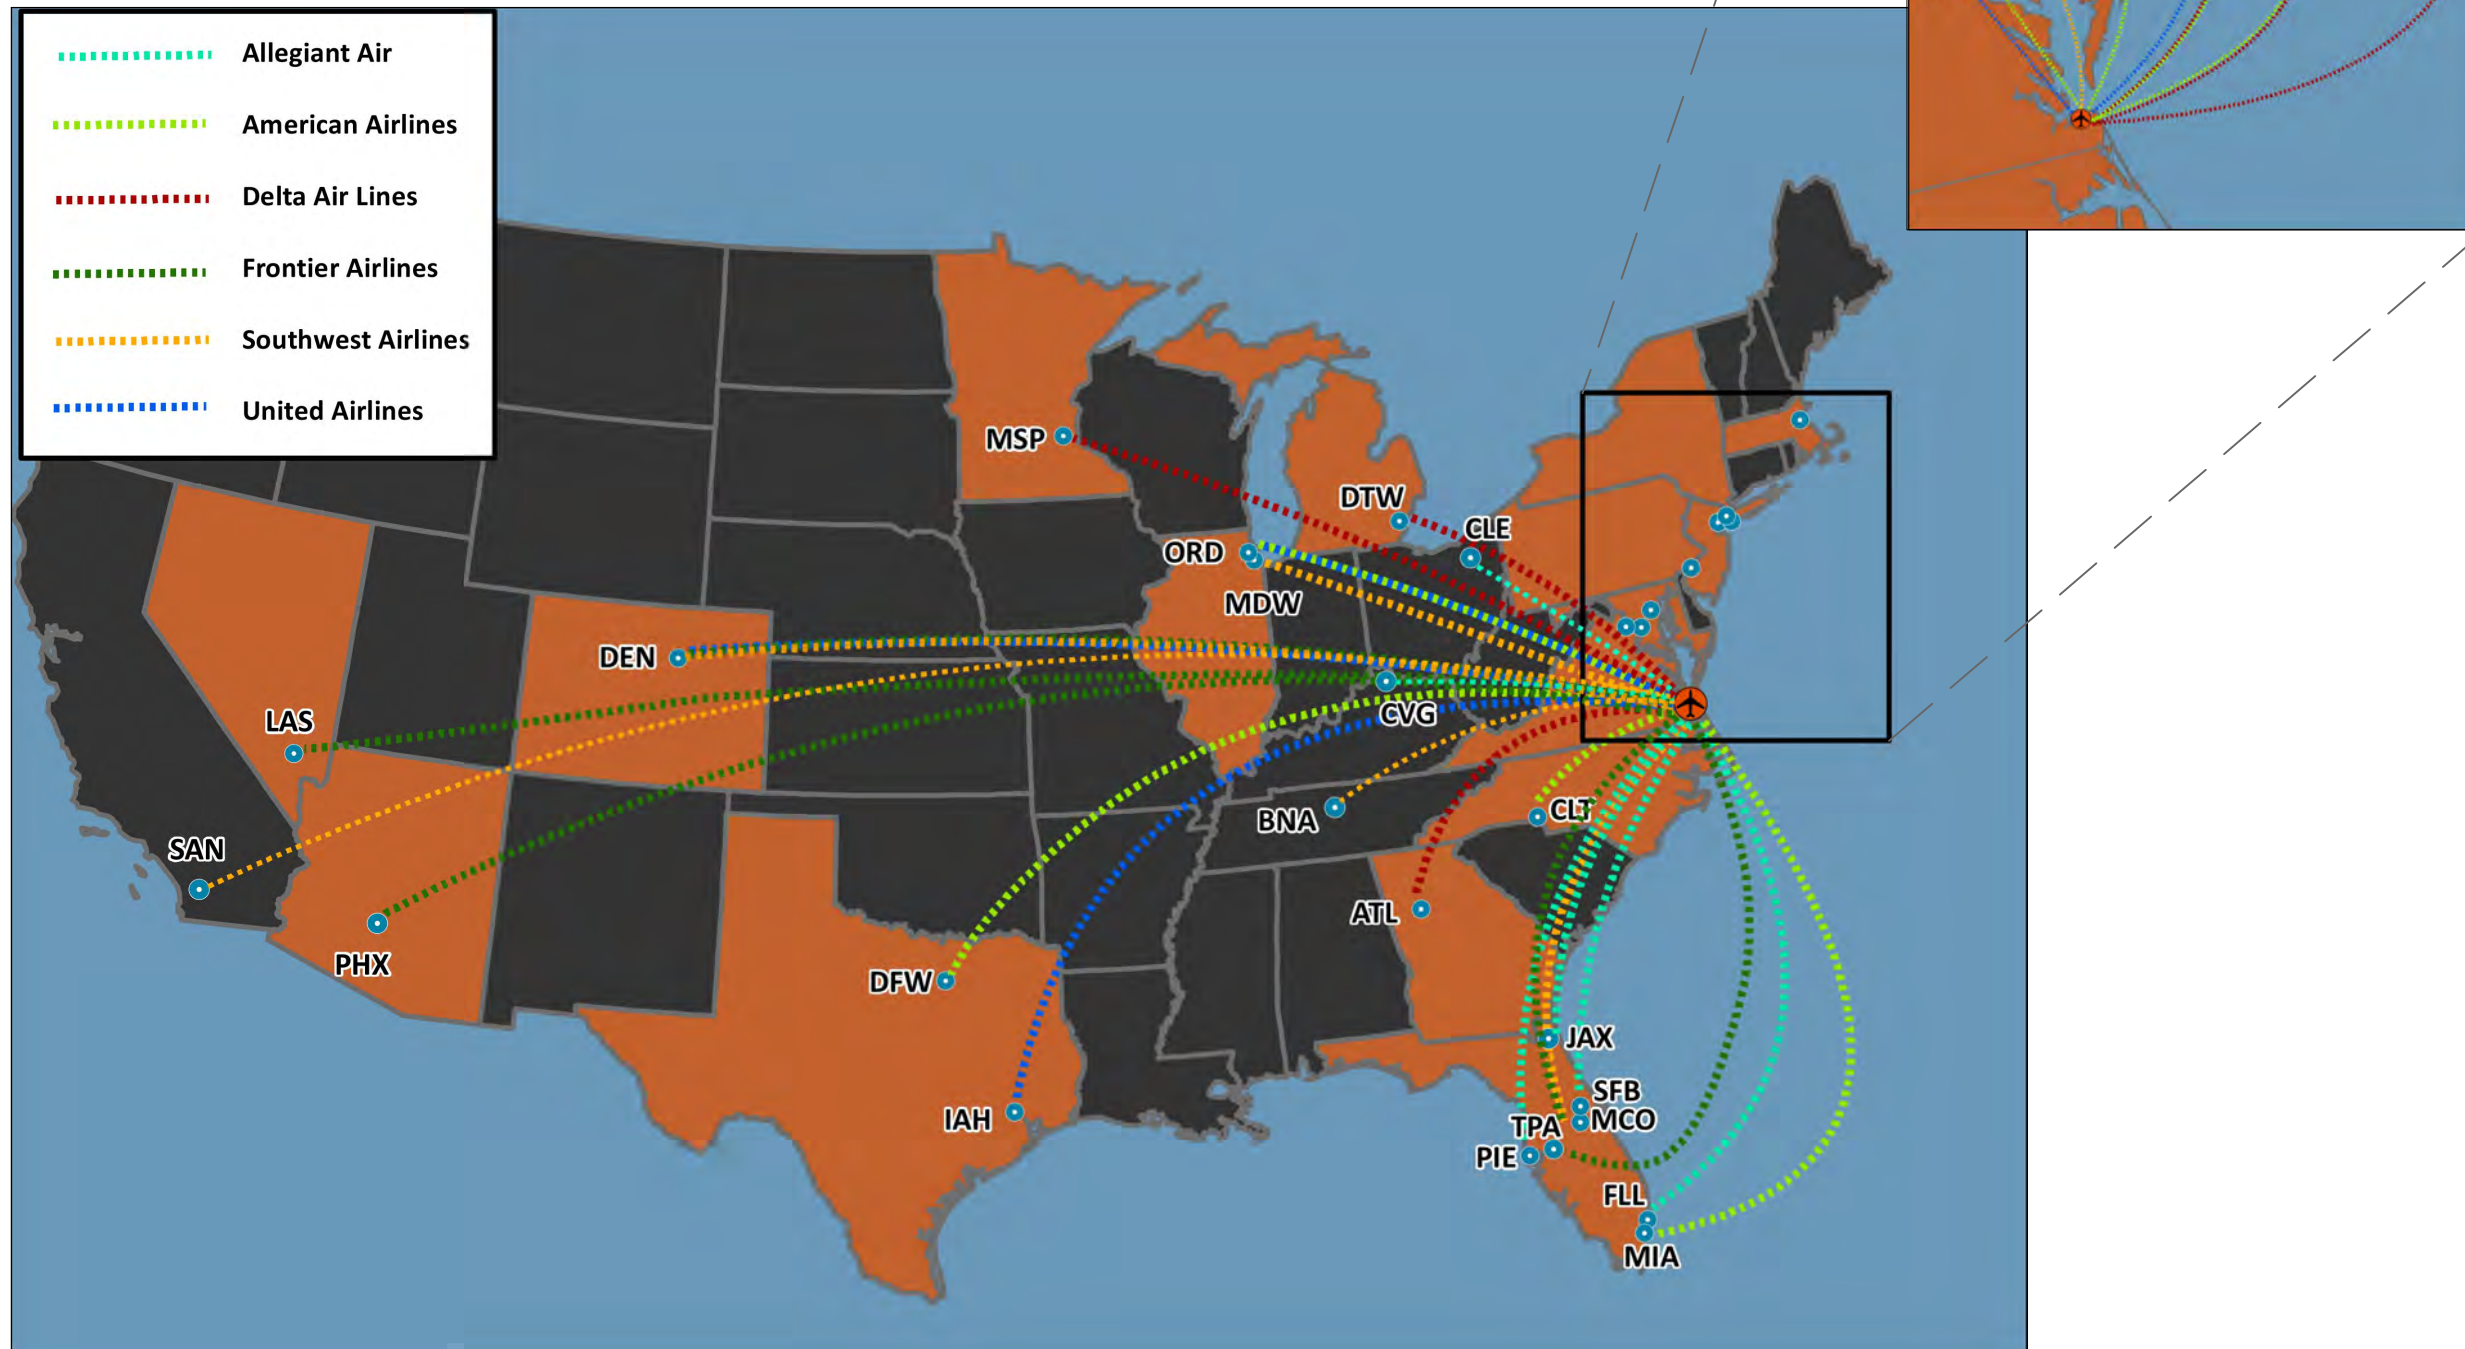 Allegiant Air
American Airlines
Delta Air Lines
Frontier Airlines
Southwest Airlines
United Airlines
MSP
DTW
CLE
ORD
MDW
DEN
LAS
CVG
BNA
CLT
SAN
ATL
PHX
DFW
JAX
SFB
IAH
MCO
TPA
PIE
FLL
MIA